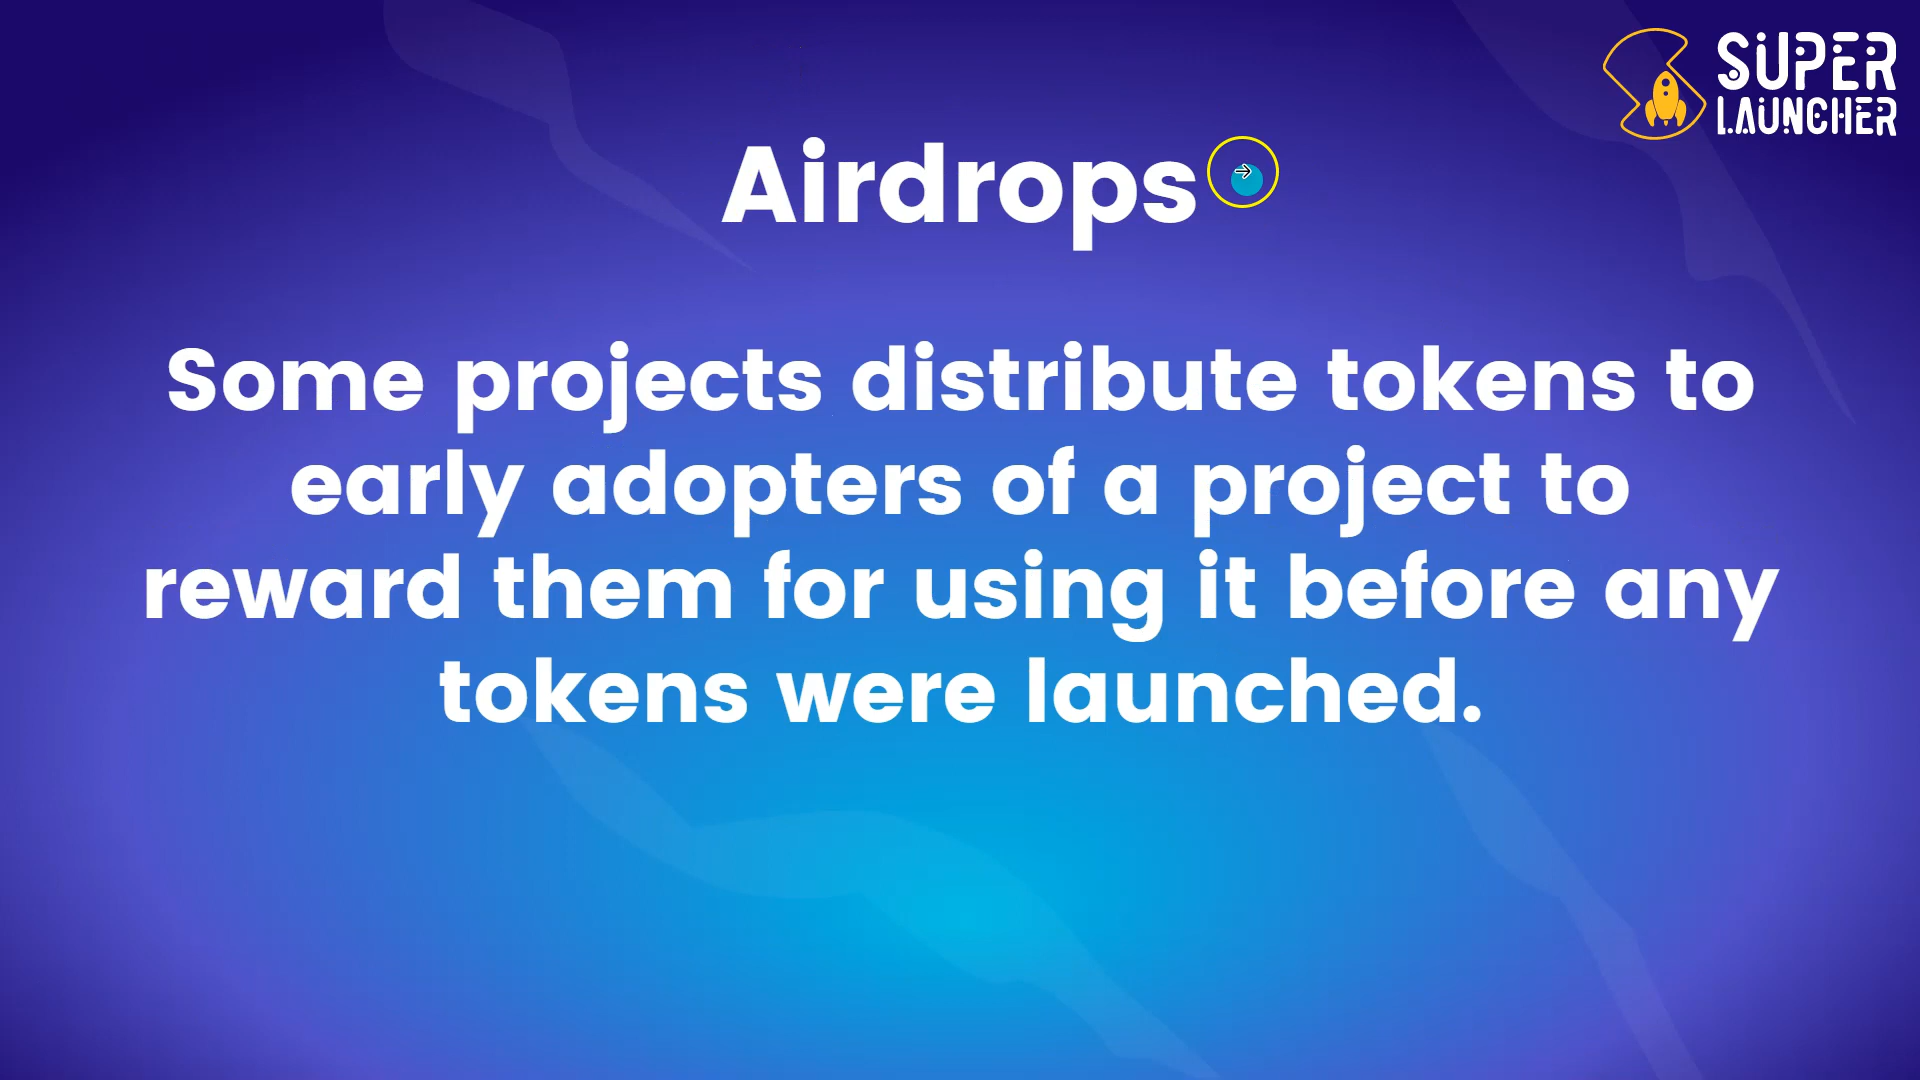 SUPER
LAUNCHER
Airdrops
Some projects distribute tokens to
early adopters of a project to
reward them for using it before any
tokens were launched.